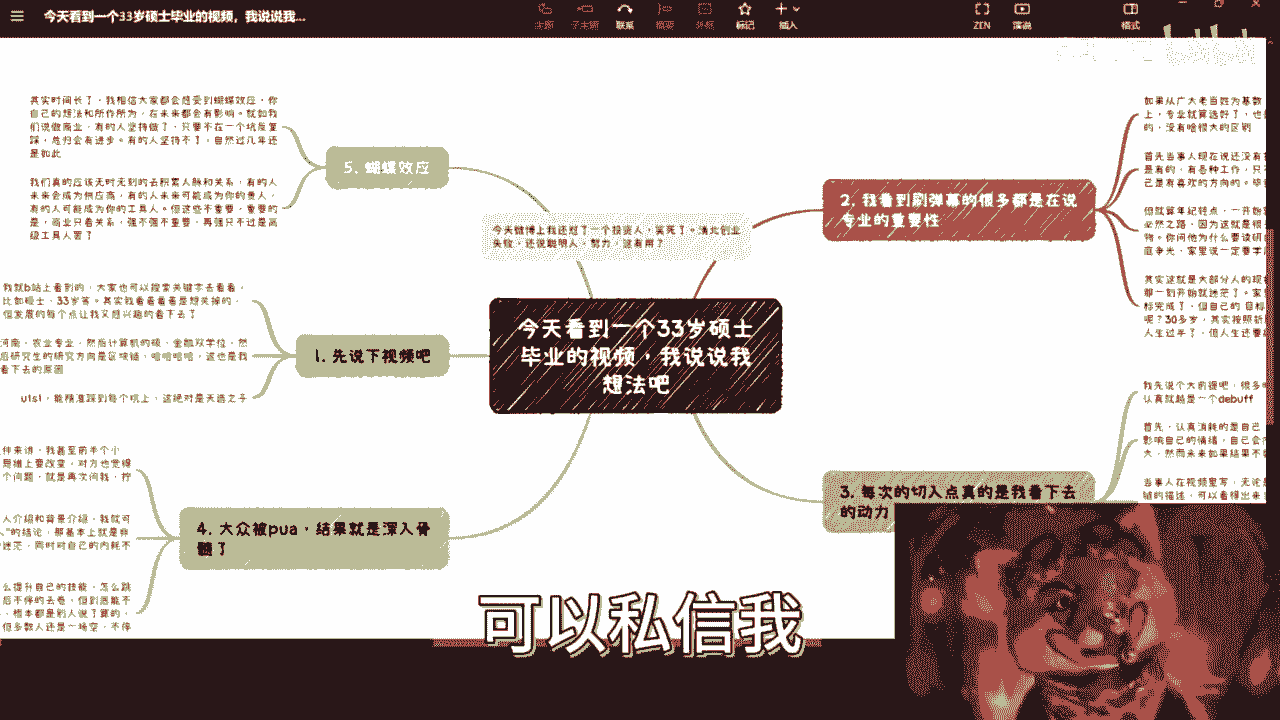 今天看到一个33岁硕士毕业的视频，我说说我...
主题
子主题
联系
概要
外框
标记
插入
ZEN
演说
格式
其实时间长了，我相信大家都会感受到蝴蝶效应，你
自己的想法和所作所为，在未来都会有影响。就如我
们说做商业，有的人坚持做了，只要不在一个坑反复
踩，总归会有进步。有的人坚持不了，自然过几年还
是如此
我们真的应该无时无刻的去积累人脉和关系，有的人
未来会成为供应商，有的人未来可能成为你的贵人，
有的人可能成为你的工具人。但这些不重要，重要的
是，商业只看关系，强不强不重要，再强只不过是高
级工具人罢了
5. 蝴蝶效应
今天微博上我还怼了一个投资人，笑死了。清北创业
失败，还说聪明人，努力，这有用？
2. 我看到刷弹幕的很多都是在说
专业的重要性
如果从广大老当姓为基数
上，专业就算选好了，也
的，没有啥很大的区别
首先当事人现在说还没有
是有的，有各种工作，只
己是有喜欢的方向的。毕
但就算年纪轻点，一开始
必然之路，因为这就是很
物。你问他为什么要读研
庭争光，家里说一定要
其实这就是大部分人的现
那一刻开始就迷茫了。家
标完成了，但自己的 目标
呢？30多岁，其实按照
人生过半了，但人生还要
我就b站上看到的，大家也可以搜索关键字去看看，
比如硕士，33岁等。其实我看着看着是想关掉的，
但发展的每个点让我又感兴趣的看下去了
河南，农业专业，然后计算机的硕，金融双学位，然
后研究生的研究方向是区块链，哈哈哈哈，这也是我
看下去的原因
u1s1，能精准踩到每个坑上，这绝对是天选之子
1. 先说下视频吧
今天看到一个33岁硕士
毕业的视频，我说说我
想法吧
我先说个大前提吧，很多
认真就越是一个debuff
首先，认真消耗的是自己
影响自己的情绪，自己会
大，然而未来如果结果不
当事人在视频里写，无论
的描述，可以看得出来
3. 每次的切入点真的是我看下去
的动力
件来讲，我甚至前半个小
思维上要改变，对方也觉得
个问题，就是再次问我，拧
人介绍和背景介绍，我就可
人"的结论，那基本上就是
迷茫，同时对自己的内耗不
么提升自己的技能，怎么跳
后不停的去卷，但到底能不
，根本都是别人说了算的，
但多数人还是一场空，不停
4. 大众被pua，结果就是深入骨
髓了
可以私信我